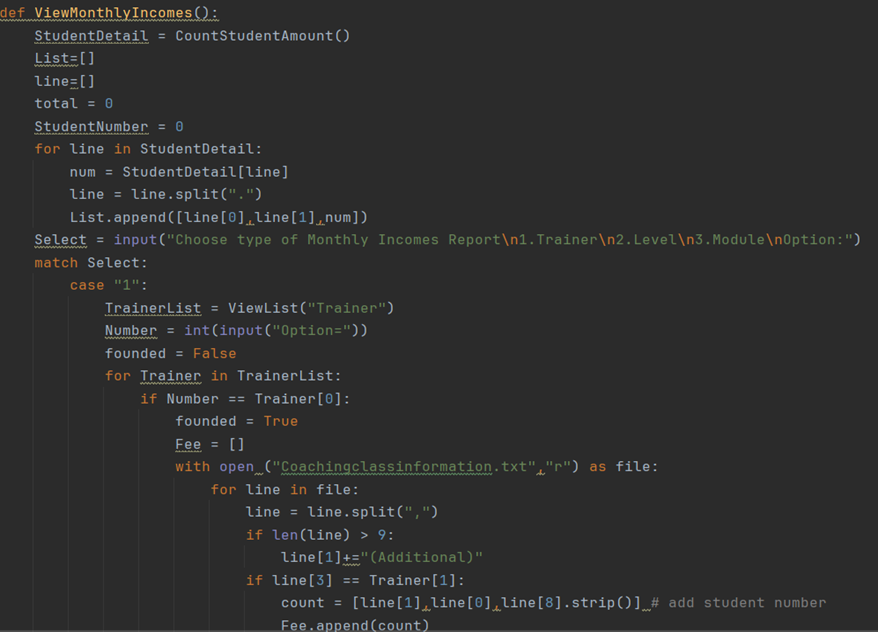 def ViewMonthlyIncomes():
    StudentDetail = CountStudentAmount()
    List=[]
    line=[]
    total = 0
    StudentNumber = 0
    for line in StudentDetail:
        num = StudentDetail[line]
        line = line.split(".")
        List.append([line[0],line[1],num])
    Select = input("Choose type of Monthly Incomes Report\n1.Trainer\n2.Level\n3.Module\nOption:")
    match Select:
        case "1":
            TrainerList = ViewList("Trainer")
            Number = int(input("Option="))
            founded = False
            for Trainer in TrainerList:
                if Number == Trainer[0]:
                    founded = True
                    Fee = []
                    with open ("Coachingclassinformation.txt","r") as file:
                        for line in file:
                            line = line.split(",")
                            if len(line) > 9:
                                line[1]+="(Additional)"
                            if line[3] == Trainer[1]:
                                count = [line[1],line[0],line[8].strip()] # add student number
                                Fee.append(count)